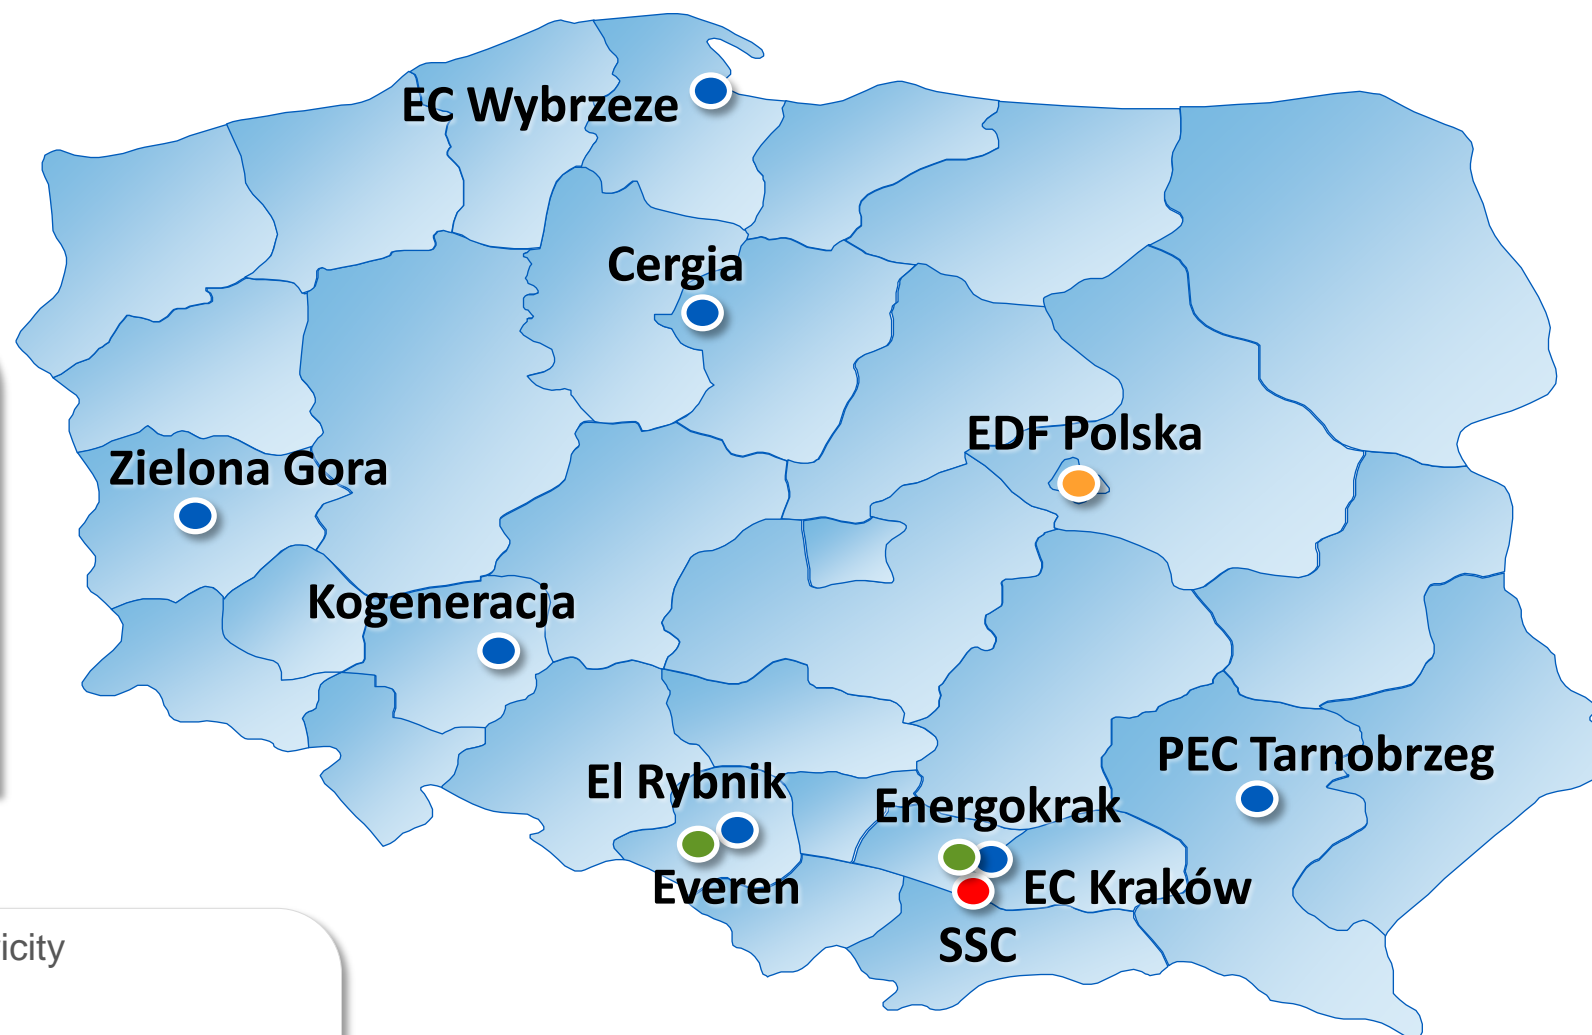 EC Wybrzeze
Cergia
EDF Polska
Zielona Gora
Kogeneracja
PEC Tarnobrzeg
El Rybnik
Energokrak
Everen
EC Kraków
SSC
icity